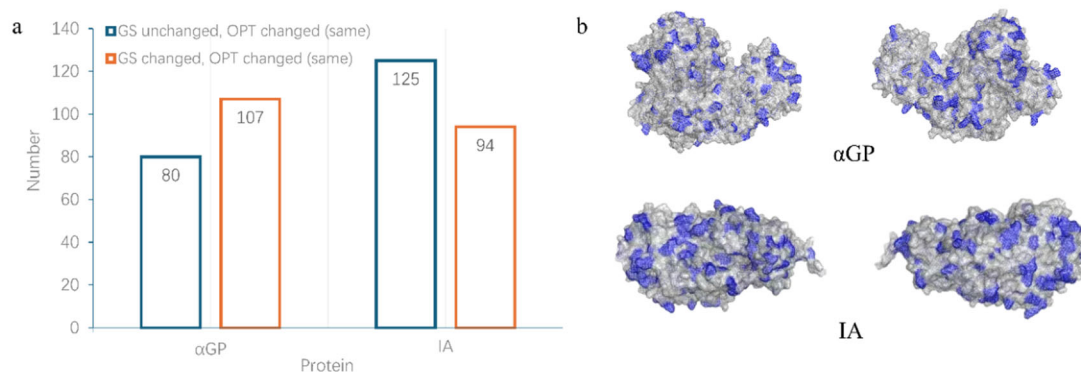 a
GS unchanged, OPT changed (same)
GS changed, OPT changed (same)
140
120
100
80
60
40
20
0
Number
80
107
125
94
αGP
IA
Protein
b
αGP
IA